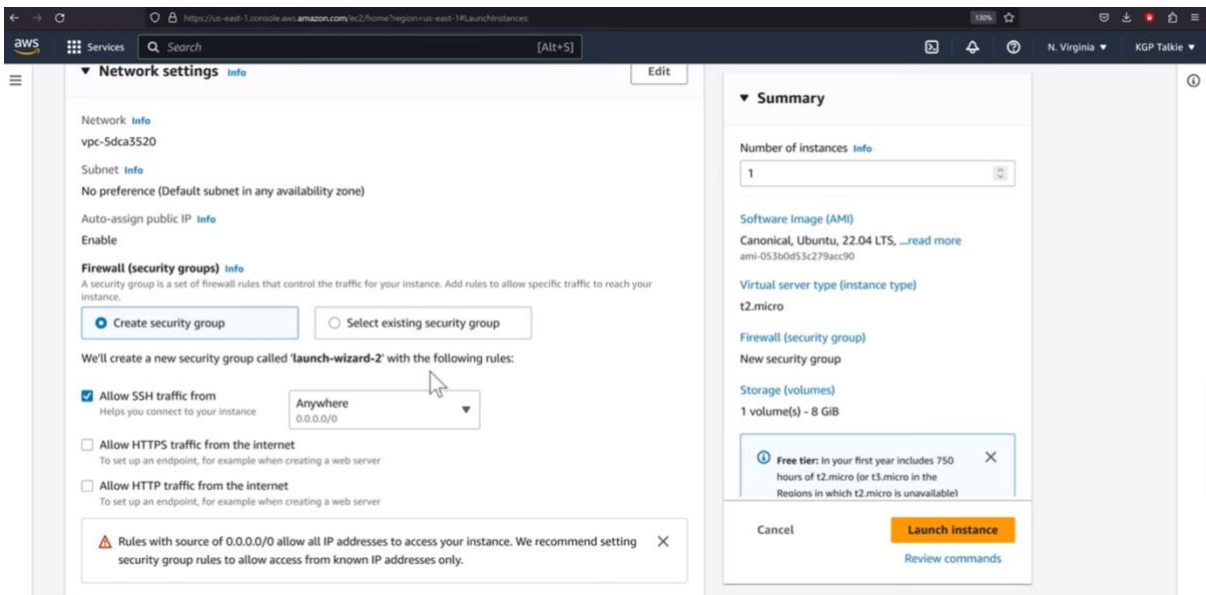 https://us-east-1.console.aws.amazon.com/ec2/home?region=us-east-1#LaunchInstances:
130%
aws
Services
Search
[Alt+S]
N. Virginia
KGP Talkie
Network settings Info
Edit
Network Info
vpc-5dca3520
Subnet Info
No preference (Default subnet in any availability zone)
Auto-assign public IP Info
Enable
Firewall (security groups) Info
A security group is a set of firewall rules that control the traffic for your instance. Add rules to allow specific traffic to reach your
instance.
Create security group
Select existing security group
We'll create a new security group called 'launch-wizard-2' with the following rules:
Allow SSH traffic from
Helps you connect to your instance
Anywhere
0.0.0.0/0
Allow HTTPS traffic from the internet
To set up an endpoint, for example when creating a web server
Allow HTTP traffic from the internet
To set up an endpoint, for example when creating a web server
Rules with source of 0.0.0.0/0 allow all IP addresses to access your instance. We recommend setting
security group rules to allow access from known IP addresses only.
Summary
Number of instances Info
1
Software Image (AMI)
Canonical, Ubuntu, 22.04 LTS, ...read more
ami-053b0d53c279acc90
Virtual server type (instance type)
t2.micro
Firewall (security group)
New security group
Storage (volumes)
1 volume(s) - 8 GiB
Free tier: In your first year includes 750
hours of t2.micro (or t3.micro in the
Regions in which t2.micro is unavailable)
Cancel
Launch instance
Review commands